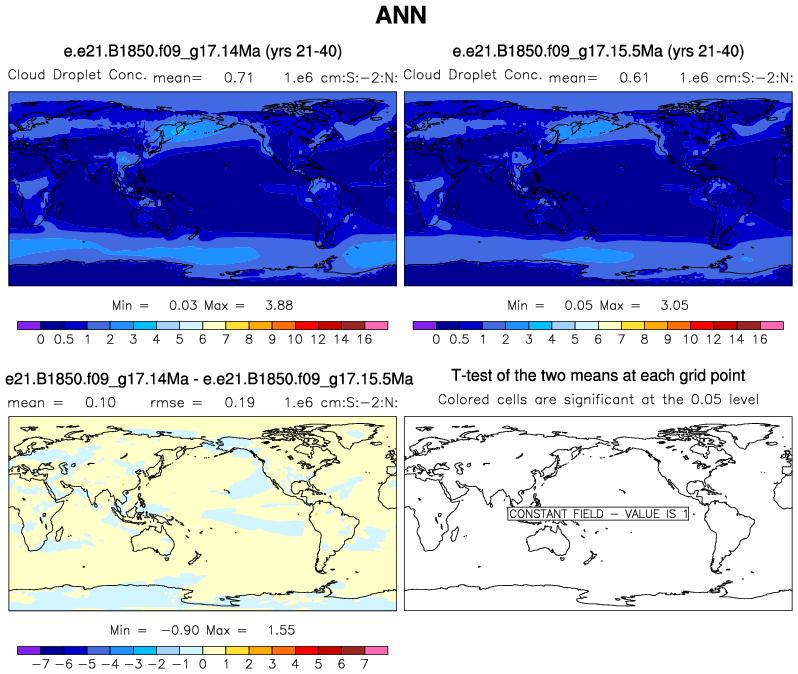 ANN
e.e21.B1850.f09_g17.14Ma (yrs 21-40)
Cloud Droplet Conc. mean= 0.71 1.e6 cm:S:-2:N:
Min = 0.03 Max = 3.88
0 0.5 1 2 3 4 5 6 7 8 9 10 12 14 16
e.e21.B1850.f09_g17.15.5Ma (yrs 21-40)
Cloud Droplet Conc. mean= 0.61 1.e6 cm:S:-2:N:
Min = 0.05 Max = 3.05
0 0.5 1 2 3 4 5 6 7 8 9 10 12 14 16
e21.B1850.f09_g17.14Ma - e.e21.B1850.f09_g17.15.5Ma
mean = 0.10 rmse = 0.19 1.e6 cm:S:-2:N:
Min = -0.90 Max = 1.55
-7 -6 -5 -4 -3 -2 -1 0 1 2 3 4 5 6 7
T-test of the two means at each grid point
Colored cells are significant at the 0.05 level
CONSTANT FIELD - VALUE IS 1